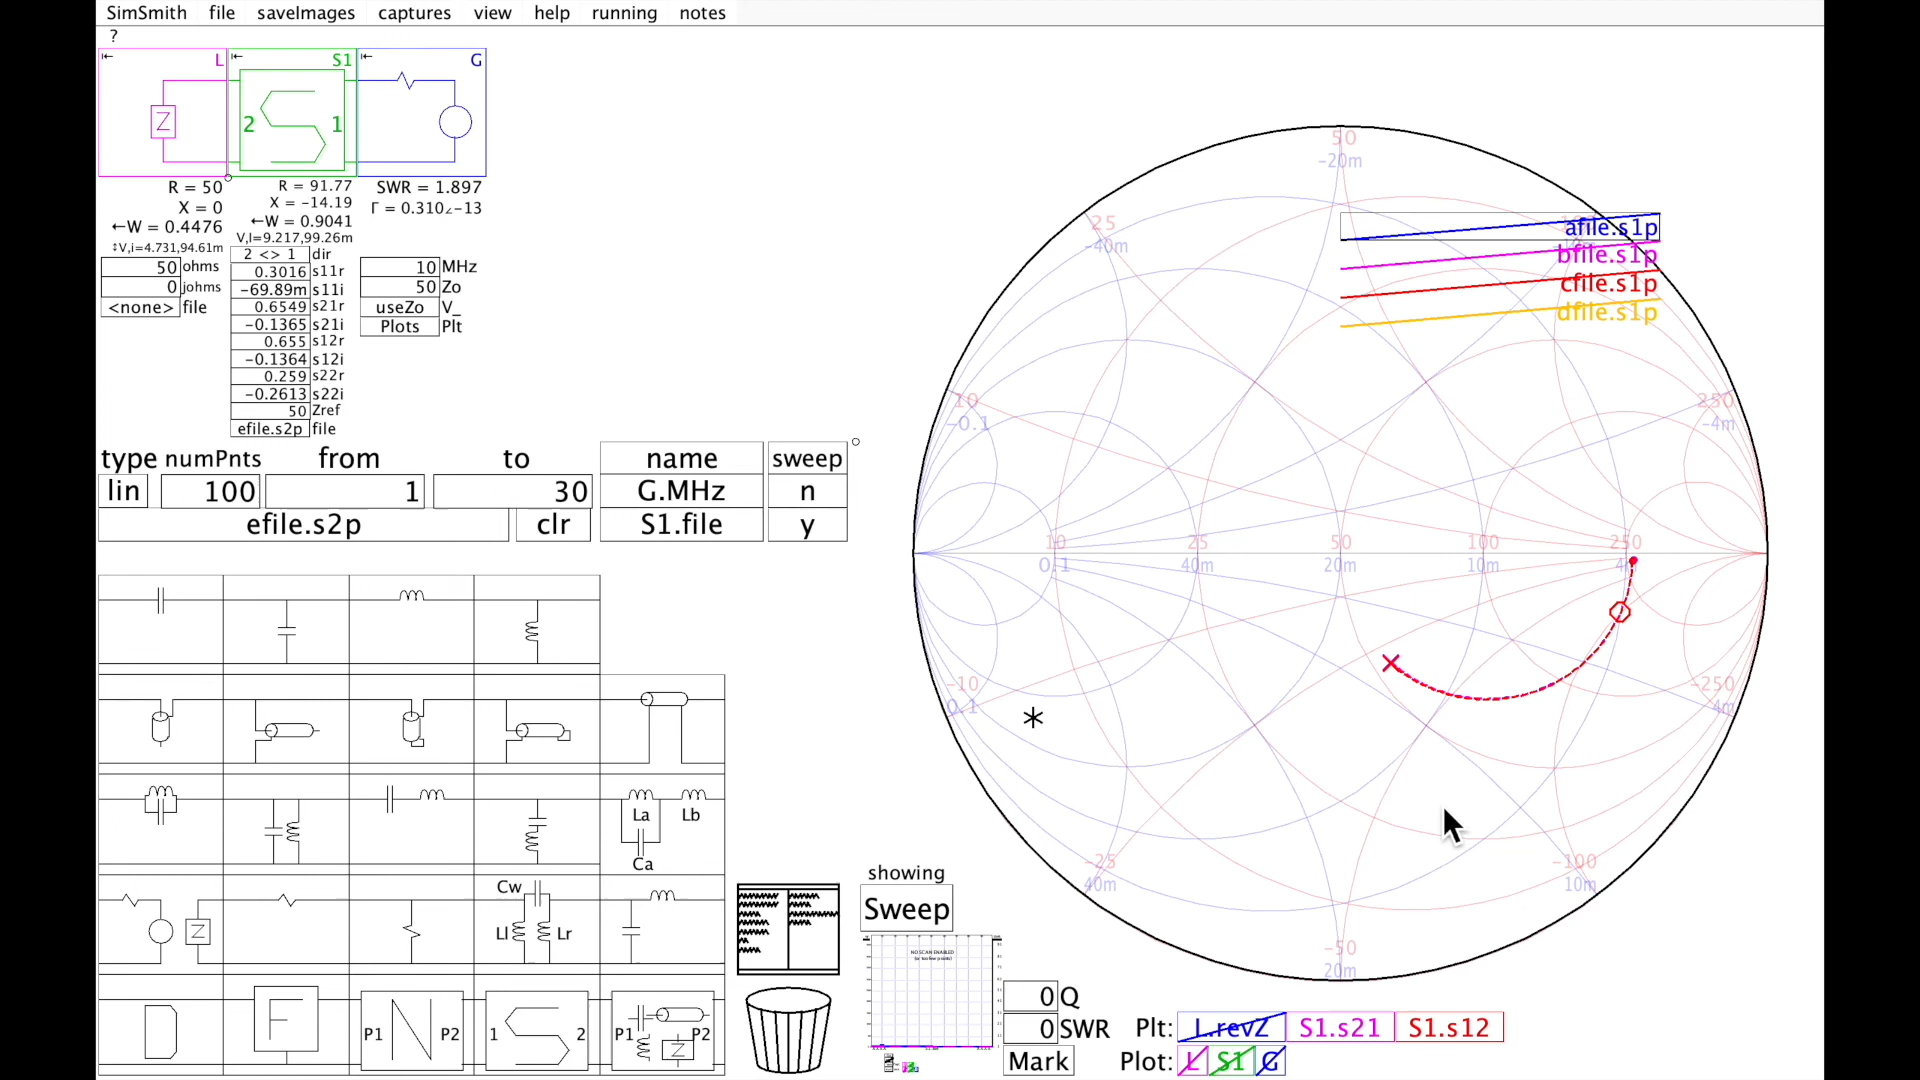 SimSmith file saveImages captures view help running notes
?
L S1 G
Z 2 1
R = 50
X = 0
←W = 0.4476
↕V,i=4.731,94.61m
50 ohms
0 johms
<none> file
R = 91.77
X = -14.19
←W = 0.9041
V,I=9.217,99.26m
2 <> 1 dir
0.3016 s11r
-69.89m s11i
0.6549 s21r
-0.1365 s21i
0.655 s12r
-0.1364 s12i
0.259 s22r
-0.2613 s22i
50 Zref
efile.s2p file
SWR = 1.897
Γ = 0.310∠-13
10 MHz
50 Zo
useZo V_
Plots Plt
type numPnts from to name sweep
lin 100 1 30 G.MHz n
efile.s2p clr S1.file y
La Lb
Ca
Cw
Z Ll Lr
D F P1 N P2 1 2 P1 Z P2
showing
Sweep
NO SCAN ENABLED
0 Q
0 SWR
Mark
Plt: L.revZ S1.s21 S1.s12
Plot: L S1 G
50
-20m
25
-40m
10
-0.1
afile.s1p
bfile.s1p
cfile.s1p
dfile.s1p
250
-4m
10 25 50 100 250
0.1 40m 20m 10m
-10
0.1
-250
4m
-25
40m
-100
10m
-50
20m